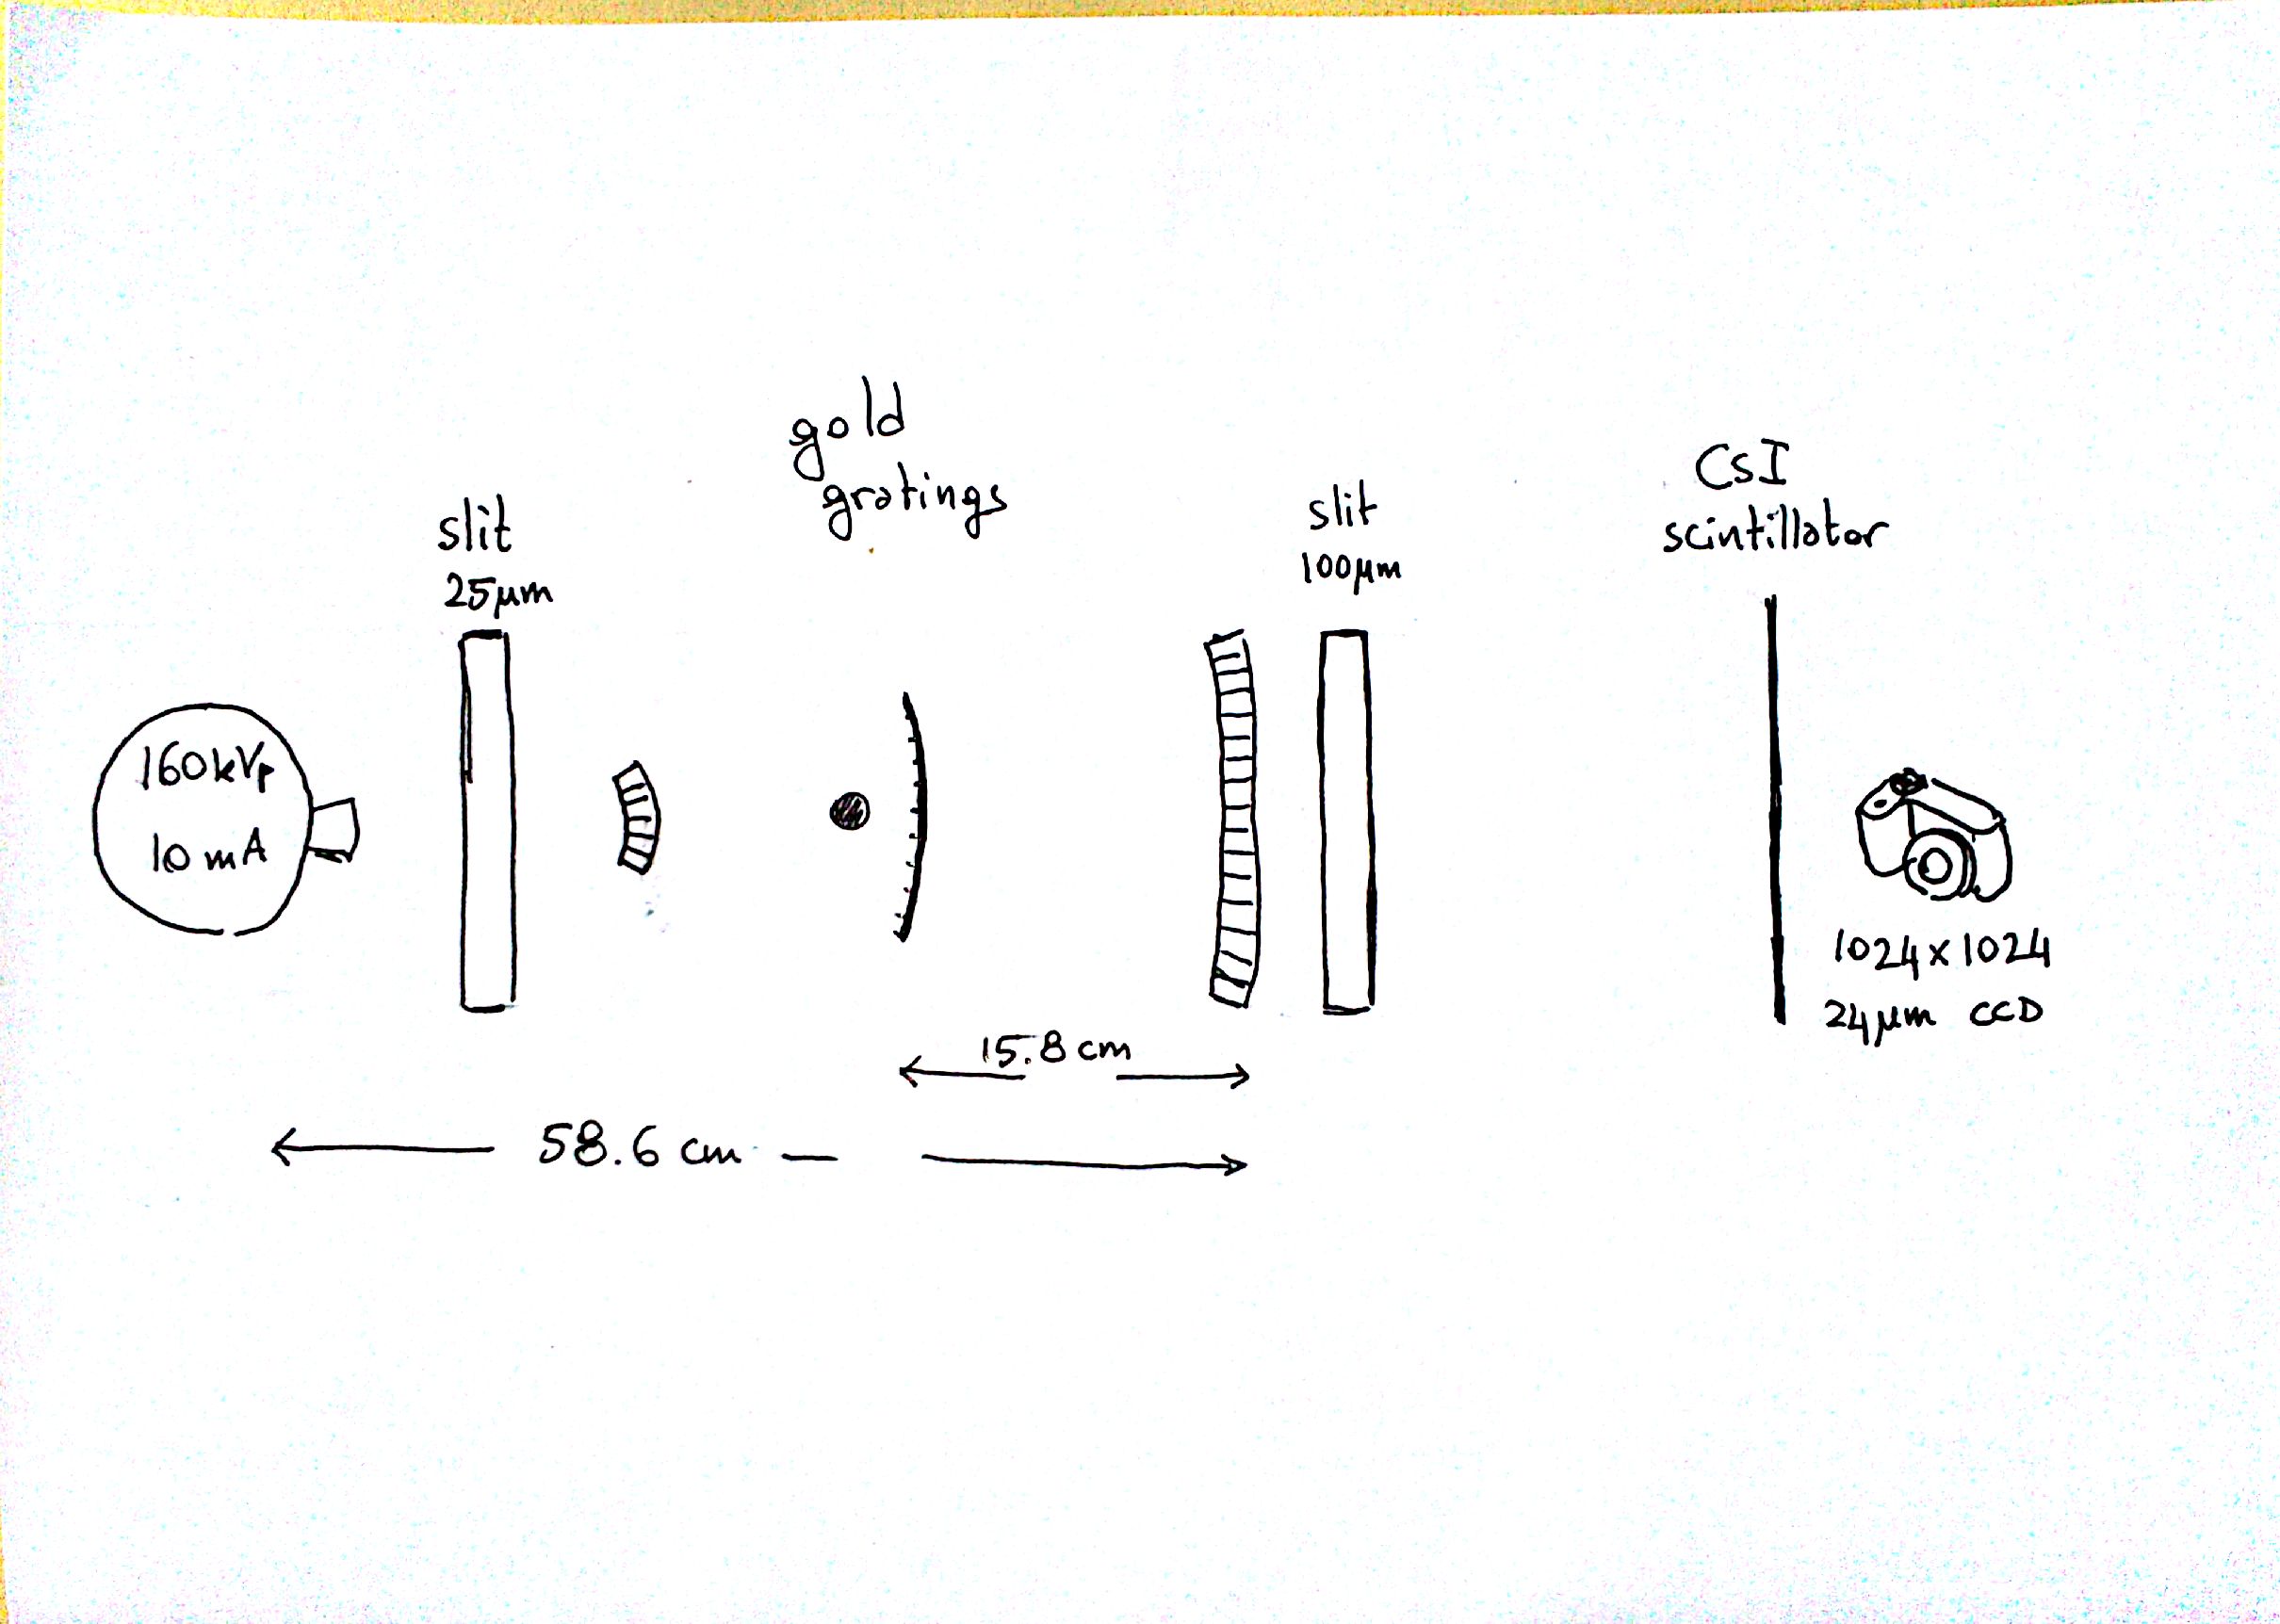 gold
gratings
slit
25μm
slit
100μm
CsI
scintillator
160kVp
10 mA
1024x1024
24μm CCD
15.8 cm
58.6 cm